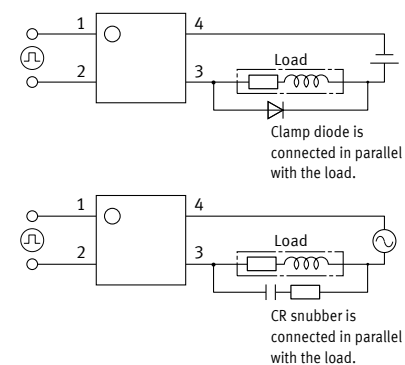 1
4
Load
2
3
Clamp diode is
connected in parallel
with the load.
1
4
Load
2
3
CR snubber is
connected in parallel
with the load.